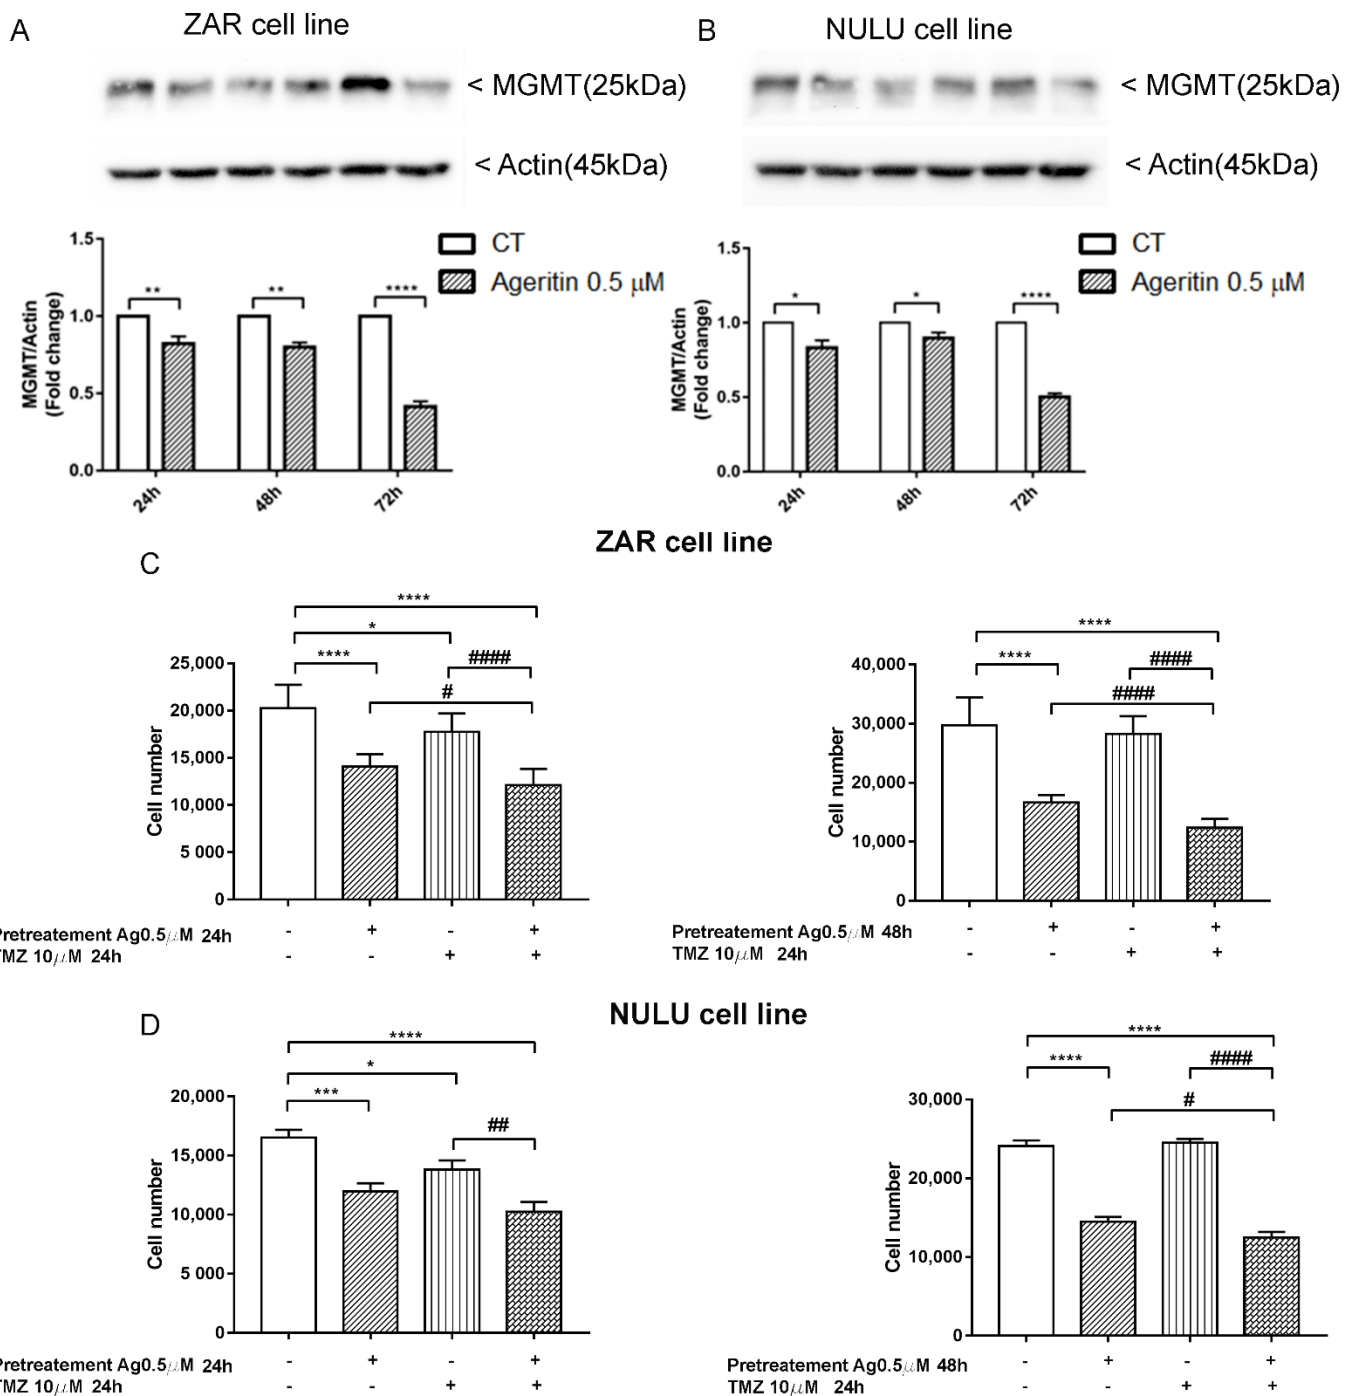 A
ZAR cell line
< MGMT(25kDa)
< Actin(45kDa)
CT
Ageritin 0.5 μM
MGMT/Actin
(Fold change)
1.5
1.0
0.5
0.0
** ** ****
24h 48h 72h
B
NULU cell line
< MGMT(25kDa)
< Actin(45kDa)
CT
Ageritin 0.5 μM
MGMT/Actin
(Fold change)
1.5
1.0
0.5
0.0
* * ****
24h 48h 72h
ZAR cell line
C
****
*
****
####
#
Cell number
25,000
20,000
15,000
10,000
5 000
0
Pretreatement Ag0.5μM 24h - + - +
TMZ 10μM 24h - - + +
****
****
####
####
Cell number
40,000
30,000
20,000
10,000
0
Pretreatement Ag0.5μM 48h - + - +
TMZ 10μM 24h - - + +
NULU cell line
D
****
*
***
##
Cell number
20,000
15,000
10,000
5 000
0
Pretreatement Ag0.5μM 24h - + - +
TMZ 10μM 24h - - + +
****
****
####
#
Cell number
30,000
20,000
10,000
0
Pretreatement Ag0.5μM 48h - + - +
TMZ 10μM 24h - - + +